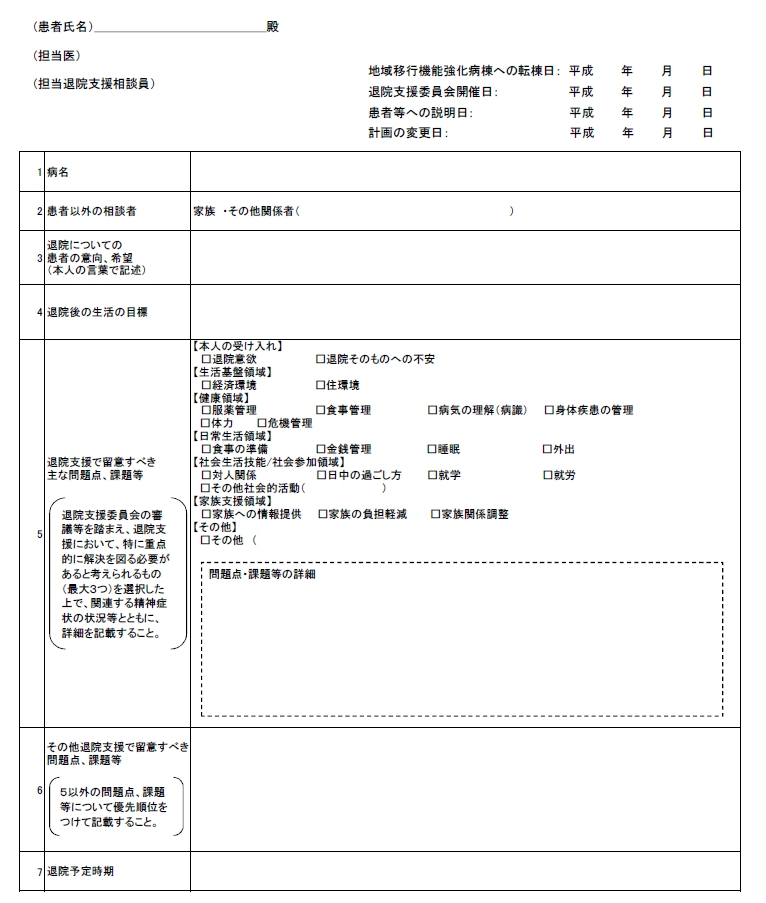 （患者氏名）＿＿＿＿＿＿＿＿＿＿＿＿＿＿殿
（担当医）
（担当退院支援相談員）
地域移行機能強化病棟への転棟日： 平成　　年　　月　　日
退院支援委員会開催日：　平成　　年　　月　　日
患者等への説明日：　平成　　年　　月　　日
計画の変更日：　平成　　年　　月　　日
1 病名
2 患者以外の相談者　家族 ・その他関係者（　　　　　　　　　　）
3 退院についての
患者の意向、希望
（本人の言葉で記述）
4 退院後の生活の目標
5 退院支援で留意すべき
主な問題点、課題等
退院支援委員会の審
議等を踏まえ、退院支
援において、特に重点
的に解決を図る必要が
あると考えられるもの
（最大３つ）を選択した
上で、関連する精神症
状の状況等とともに、
詳細を記載すること。
【本人の受け入れ】
□退院意欲　□退院そのものへの不安
【生活基盤領域】
□経済環境　□住環境
【健康領域】
□服薬管理　□食事管理　□病気の理解（病識）　□身体疾患の管理
□体力　□危機管理
【日常生活領域】
□食事の準備　□金銭管理　□睡眠　□外出
【社会生活技能/社会参加領域】
□対人関係　□日中の過ごし方　□就学　□就労
□その他社会的活動（　　　　　）
【家族支援領域】
□家族への情報提供　□家族の負担軽減　□家族関係調整
【その他】
□その他　（
問題点・課題等の詳細
6 その他退院支援で留意すべき
問題点、課題等
５以外の問題点、課題
等について優先順位を
つけて記載すること。
7 退院予定時期